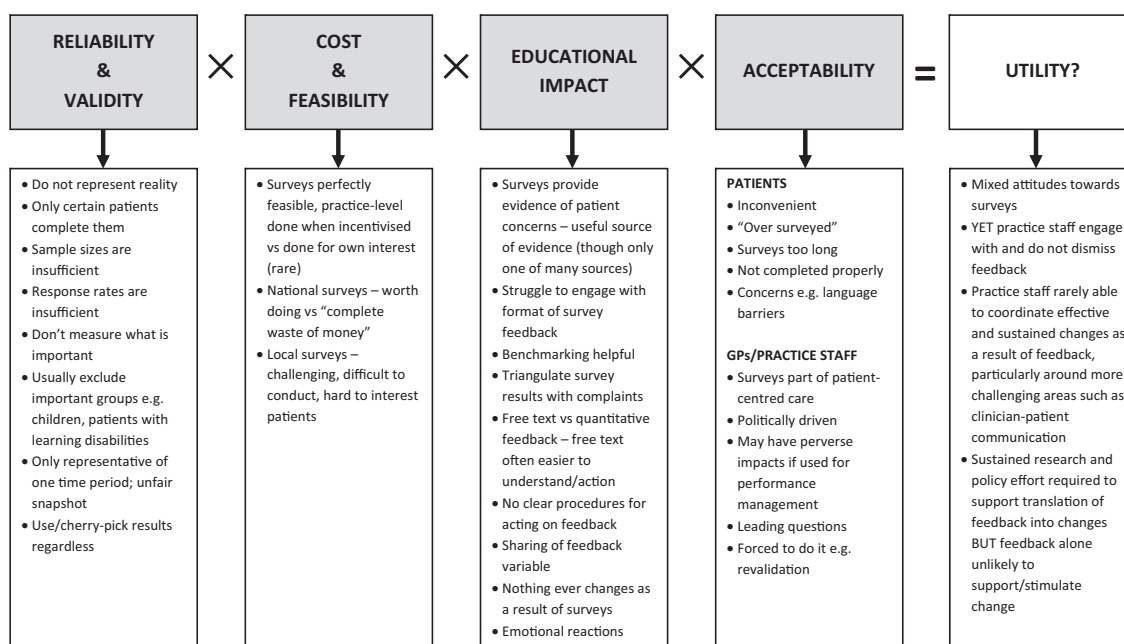 RELIABILITY
&
VALIDITY
×
COST
&
FEASIBILITY
×
EDUCATIONAL
IMPACT
×
ACCEPTABILITY
=
UTILITY?
• Do not represent reality
• Only certain patients
complete them
• Sample sizes are
insufficient
• Response rates are
insufficient
• Don't measure what is
important
• Usually exclude
important groups e.g.
children, patients with
learning disabilities
• Only representative of
one time period; unfair
snapshot
• Use/cherry-pick results
regardless
• Surveys perfectly
feasible, practice-level
done when incentivised
vs done for own interest
(rare)
• National surveys – worth
doing vs "complete
waste of money"
• Local surveys –
challenging, difficult to
conduct, hard to interest
patients
• Surveys provide
evidence of patient
concerns – useful source
of evidence (though only
one of many sources)
• Struggle to engage with
format of survey
feedback
• Benchmarking helpful
• Triangulate survey
results with complaints
• Free text vs quantitative
feedback – free text
often easier to
understand/action
• No clear procedures for
acting on feedback
• Sharing of feedback
variable
• Nothing ever changes as
a result of surveys
• Emotional reactions
PATIENTS
• Inconvenient
• "Over surveyed"
• Surveys too long
• Not completed properly
• Concerns e.g. language
barriers
GPs/PRACTICE STAFF
• Surveys part of patient-
centred care
• Politically driven
• May have perverse
impacts if used for
performance
management
• Leading questions
• Forced to do it e.g.
revalidation
• Mixed attitudes towards
surveys
• YET practice staff engage
with and do not dismiss
feedback
• Practice staff rarely able
to coordinate effective
and sustained changes as
a result of feedback,
particularly around more
challenging areas such as
clinician-patient
communication
• Sustained research and
policy effort required to
support translation of
feedback into changes
BUT feedback alone
unlikely to
support/stimulate
change